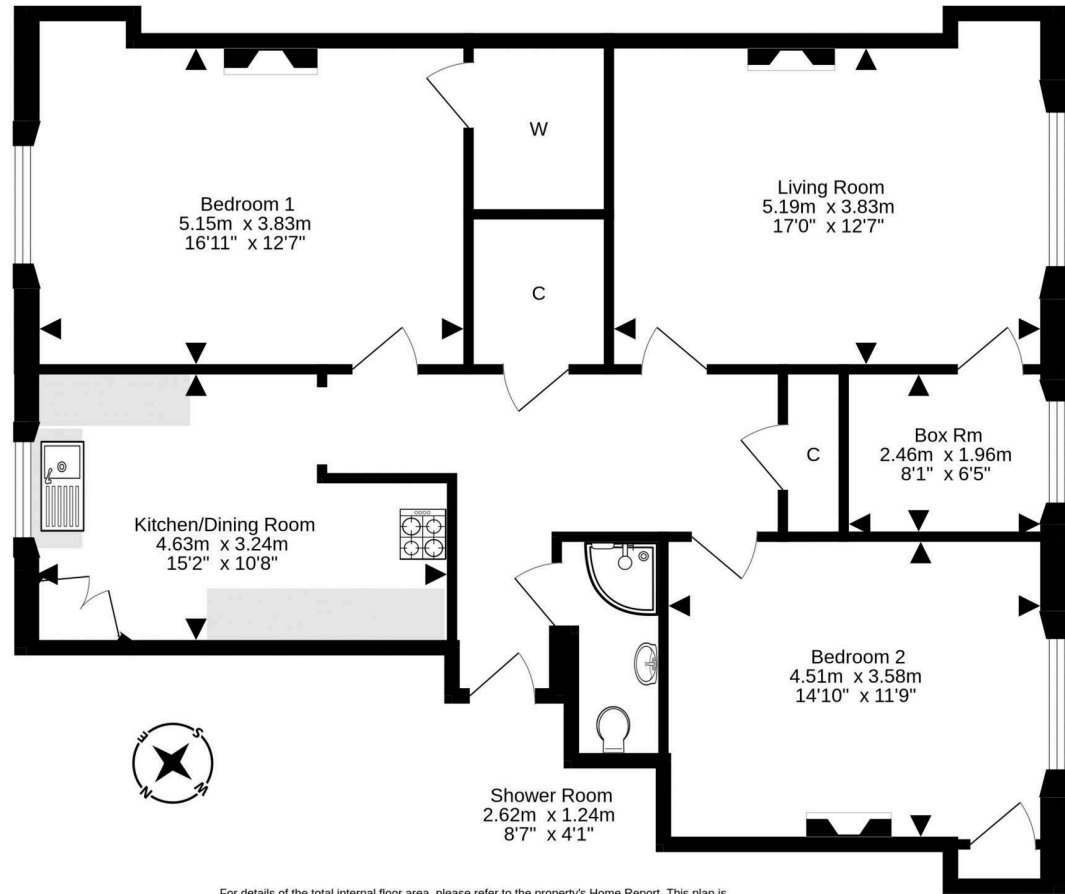 W
Bedroom 1
5.15m x 3.83m
16'11" x 12'7"
Living Room
5.19m x 3.83m
17'0" x 12'7"
C
Box Rm
2.46m x 1.96m
8'1" x 6'5"
C
Kitchen/Dining Room
4.63m x 3.24m
15'2" x 10'8"
Bedroom 2
4.51m x 3.58m
14'10" x 11'9"
E
S
N
W
Shower Room
2.62m x 1.24m
8'7" x 4'1"
For details of the total internal floor area, please refer to the property's Home Report. This plan is